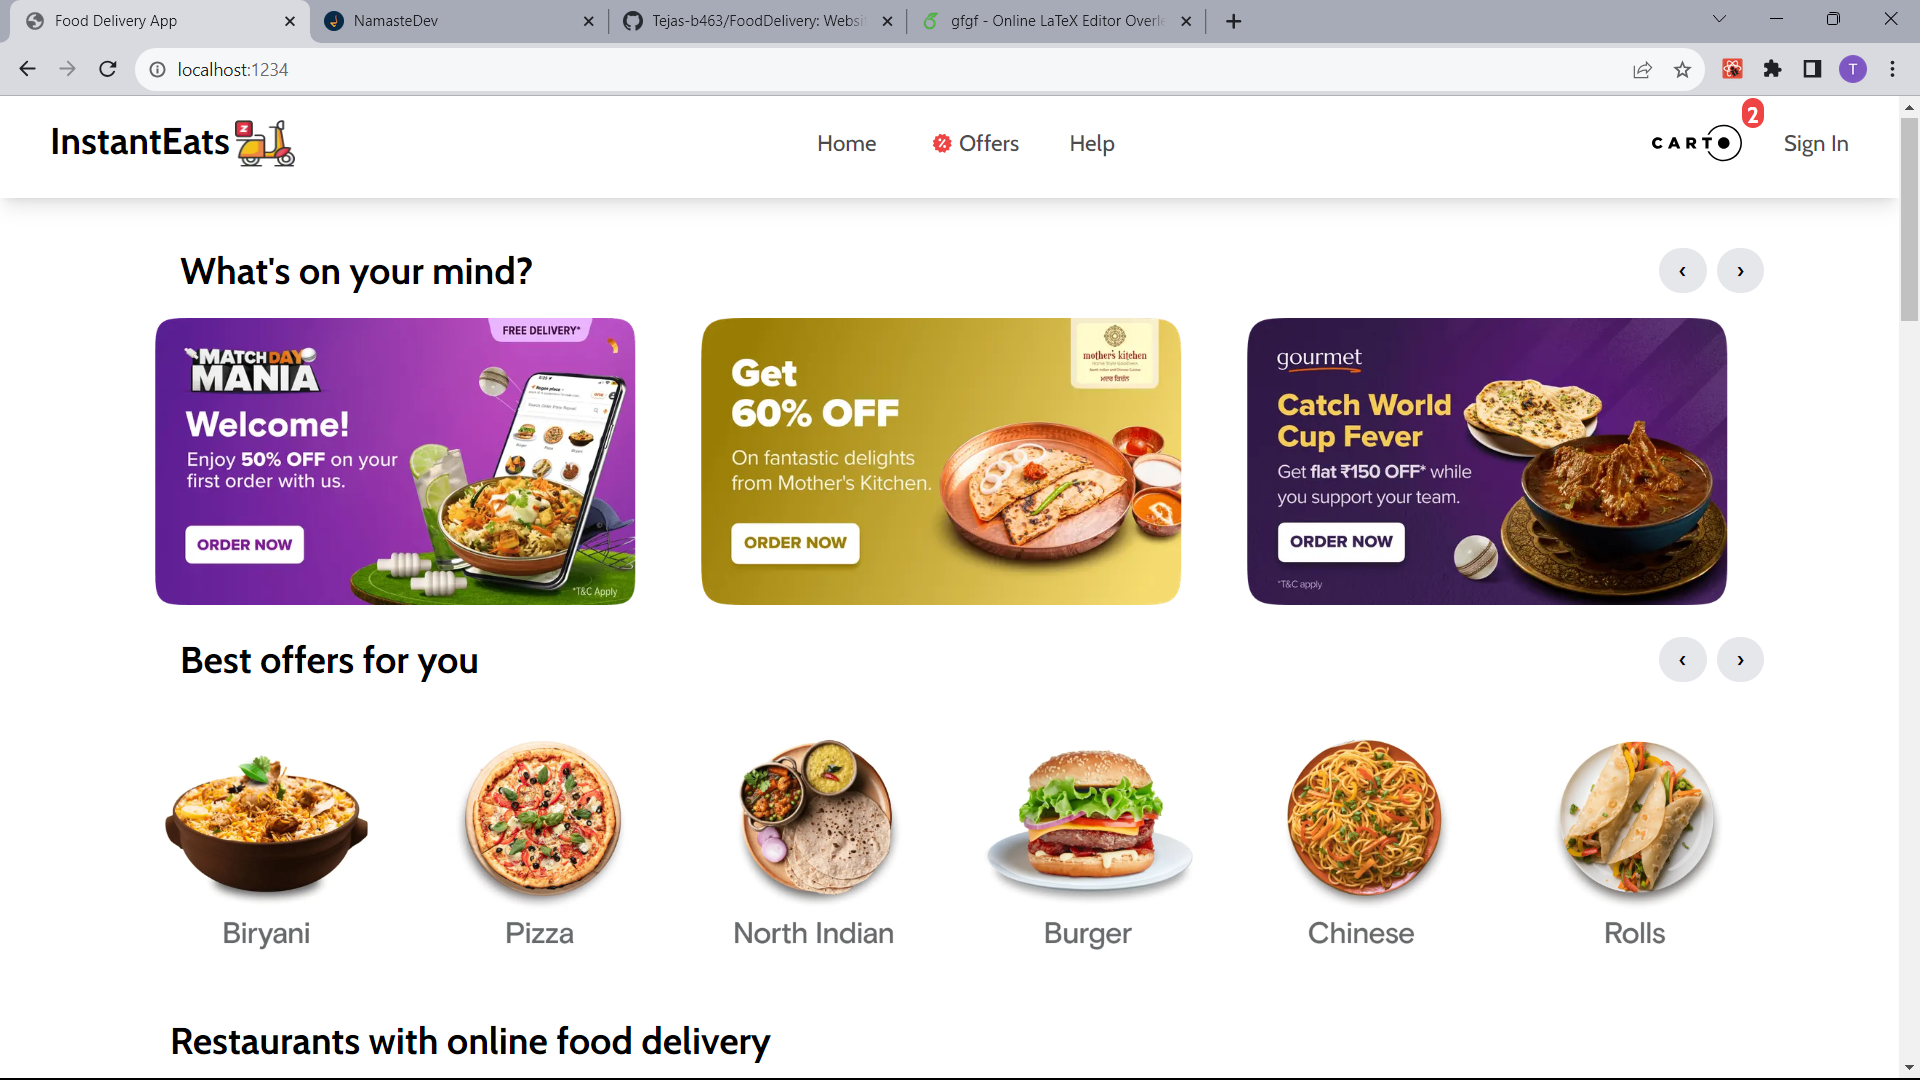 Food Delivery App
NamasteDev
Tejas-b463/FoodDelivery: Websi
gfgf - Online LaTeX Editor Overle
localhost:1234
T
InstantEats
Home
Offers
Help
CART
2
Sign In
What's on your mind?
‹ ›
FREE DELIVERY*
MATCH DAY
MANIA
Welcome!
Enjoy 50% OFF on your
first order with us.
ORDER NOW
*T&C Apply
mother's kitchen
Get
60% OFF
On fantastic delights
from Mother's Kitchen.
ORDER NOW
gourmet
Catch World
Cup Fever
Get flat ₹150 OFF* while
you support your team.
ORDER NOW
*T&C apply
Best offers for you
‹ ›
Biryani
Pizza
North Indian
Burger
Chinese
Rolls
Restaurants with online food delivery